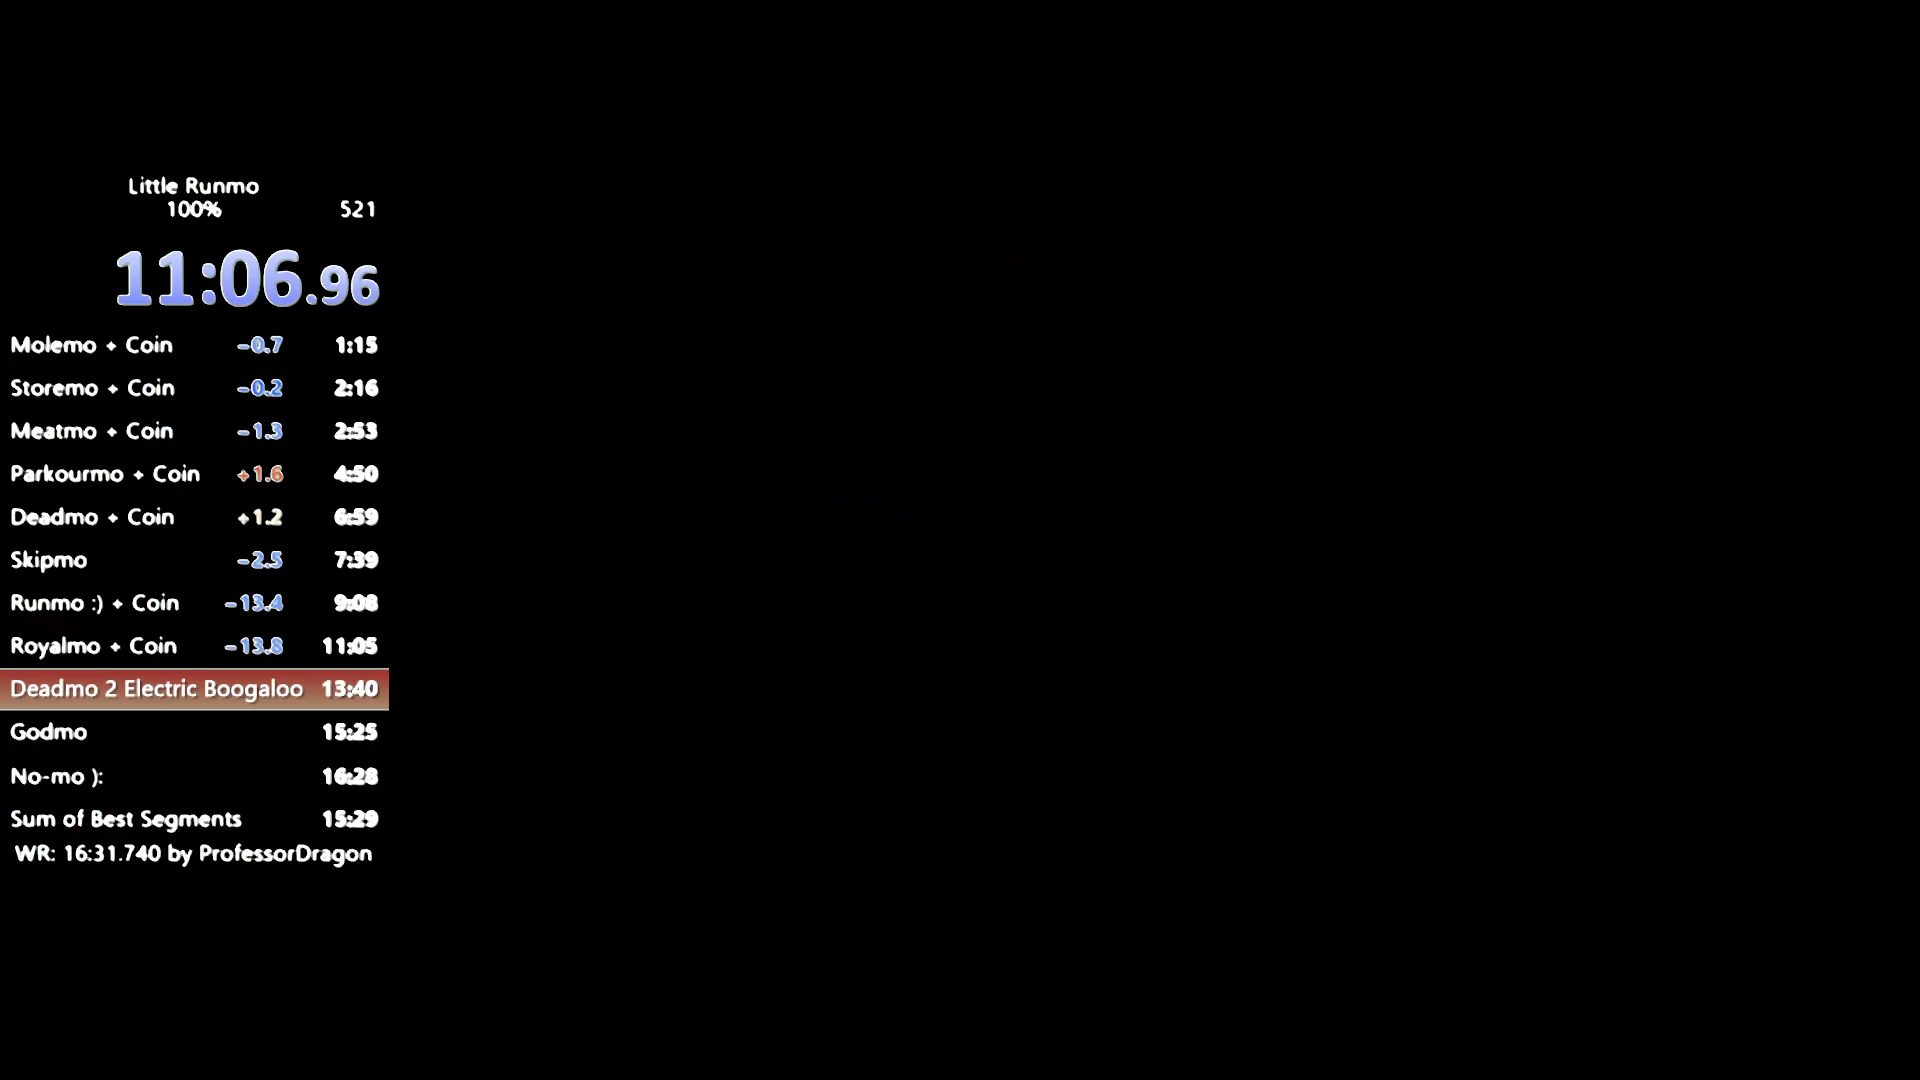 Little Runmo
100% 521
11:06.96
Molemo + Coin -0.7 1:15
Storemo + Coin -0.2 2:16
Meatmo + Coin -1.3 2:53
Parkourmo + Coin +1.6 4:50
Deadmo + Coin +1.2 6:59
Skipmo -2.5 7:39
Runmo :) + Coin -13.4 9:08
Royalmo + Coin -13.8 11:05
Deadmo 2 Electric Boogaloo 13:40
Godmo 15:25
No-mo ): 16:28
Sum of Best Segments 15:29
WR: 16:31.740 by ProfessorDragon